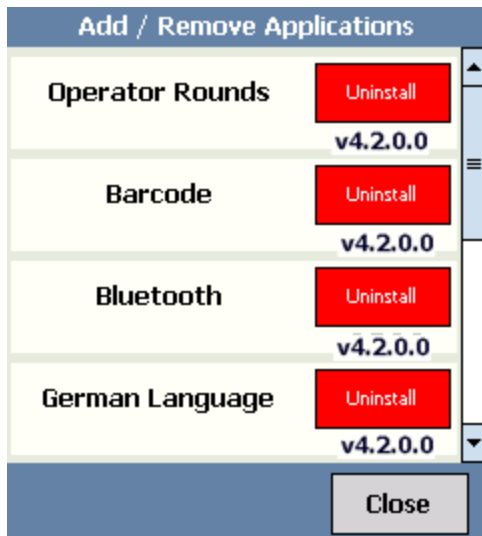 Add / Remove Applications
Operator Rounds
Uninstall
v4.2.0.0
Barcode
Uninstall
v4.2.0.0
Bluetooth
Uninstall
v4.2.0.0
German Language
Uninstall
v4.2.0.0
Close